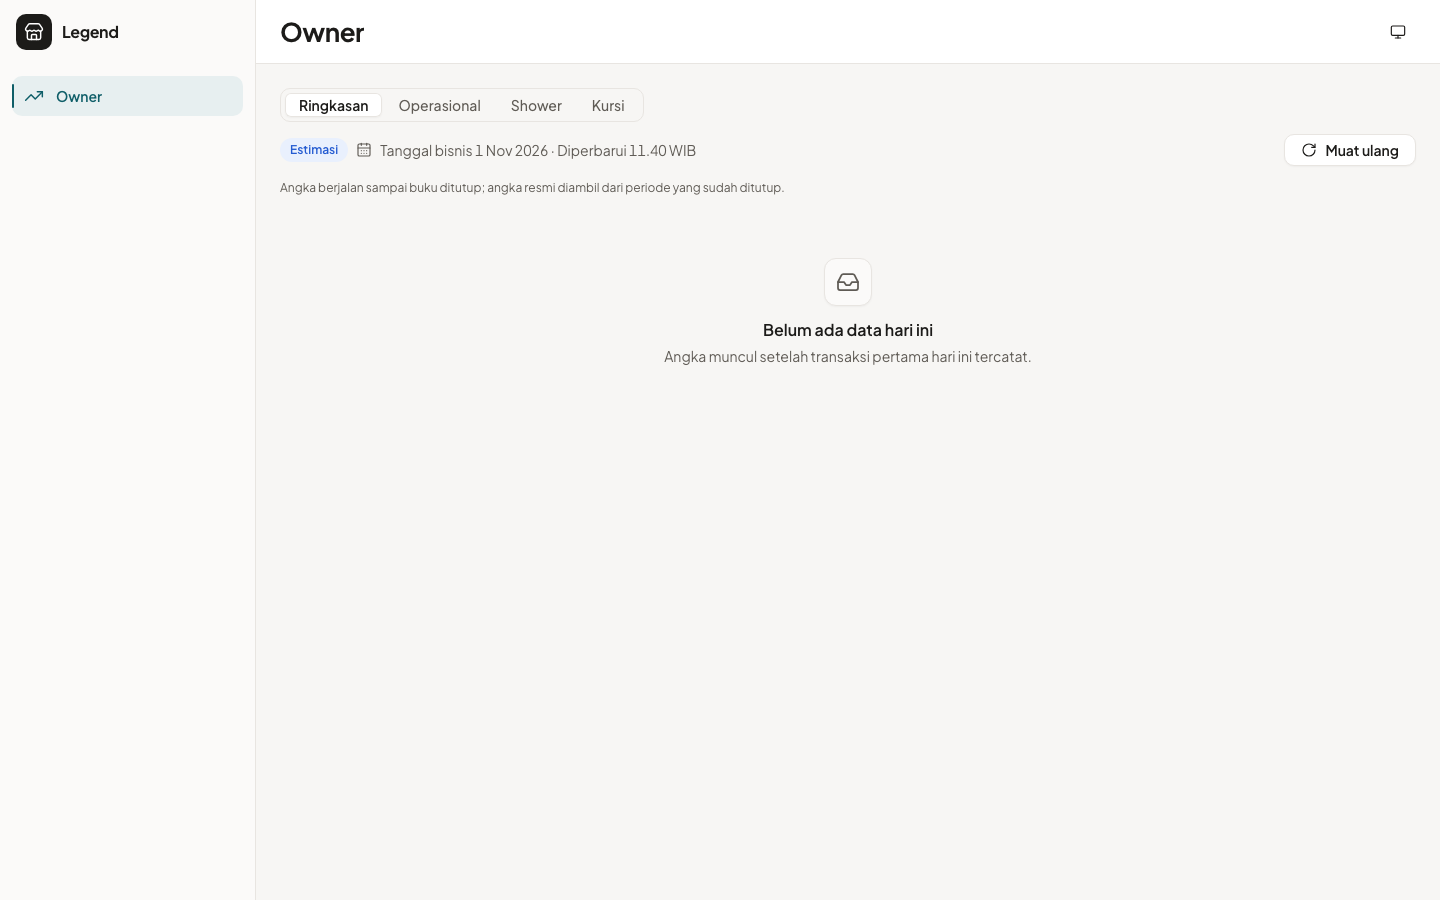 Legend
Owner
Owner
Ringkasan Operasional Shower Kursi
Estimasi Tanggal bisnis 1 Nov 2026 · Diperbarui 11.40 WIB Muat ulang
Angka berjalan sampai buku ditutup; angka resmi diambil dari periode yang sudah ditutup.
Belum ada data hari ini
Angka muncul setelah transaksi pertama hari ini tercatat.